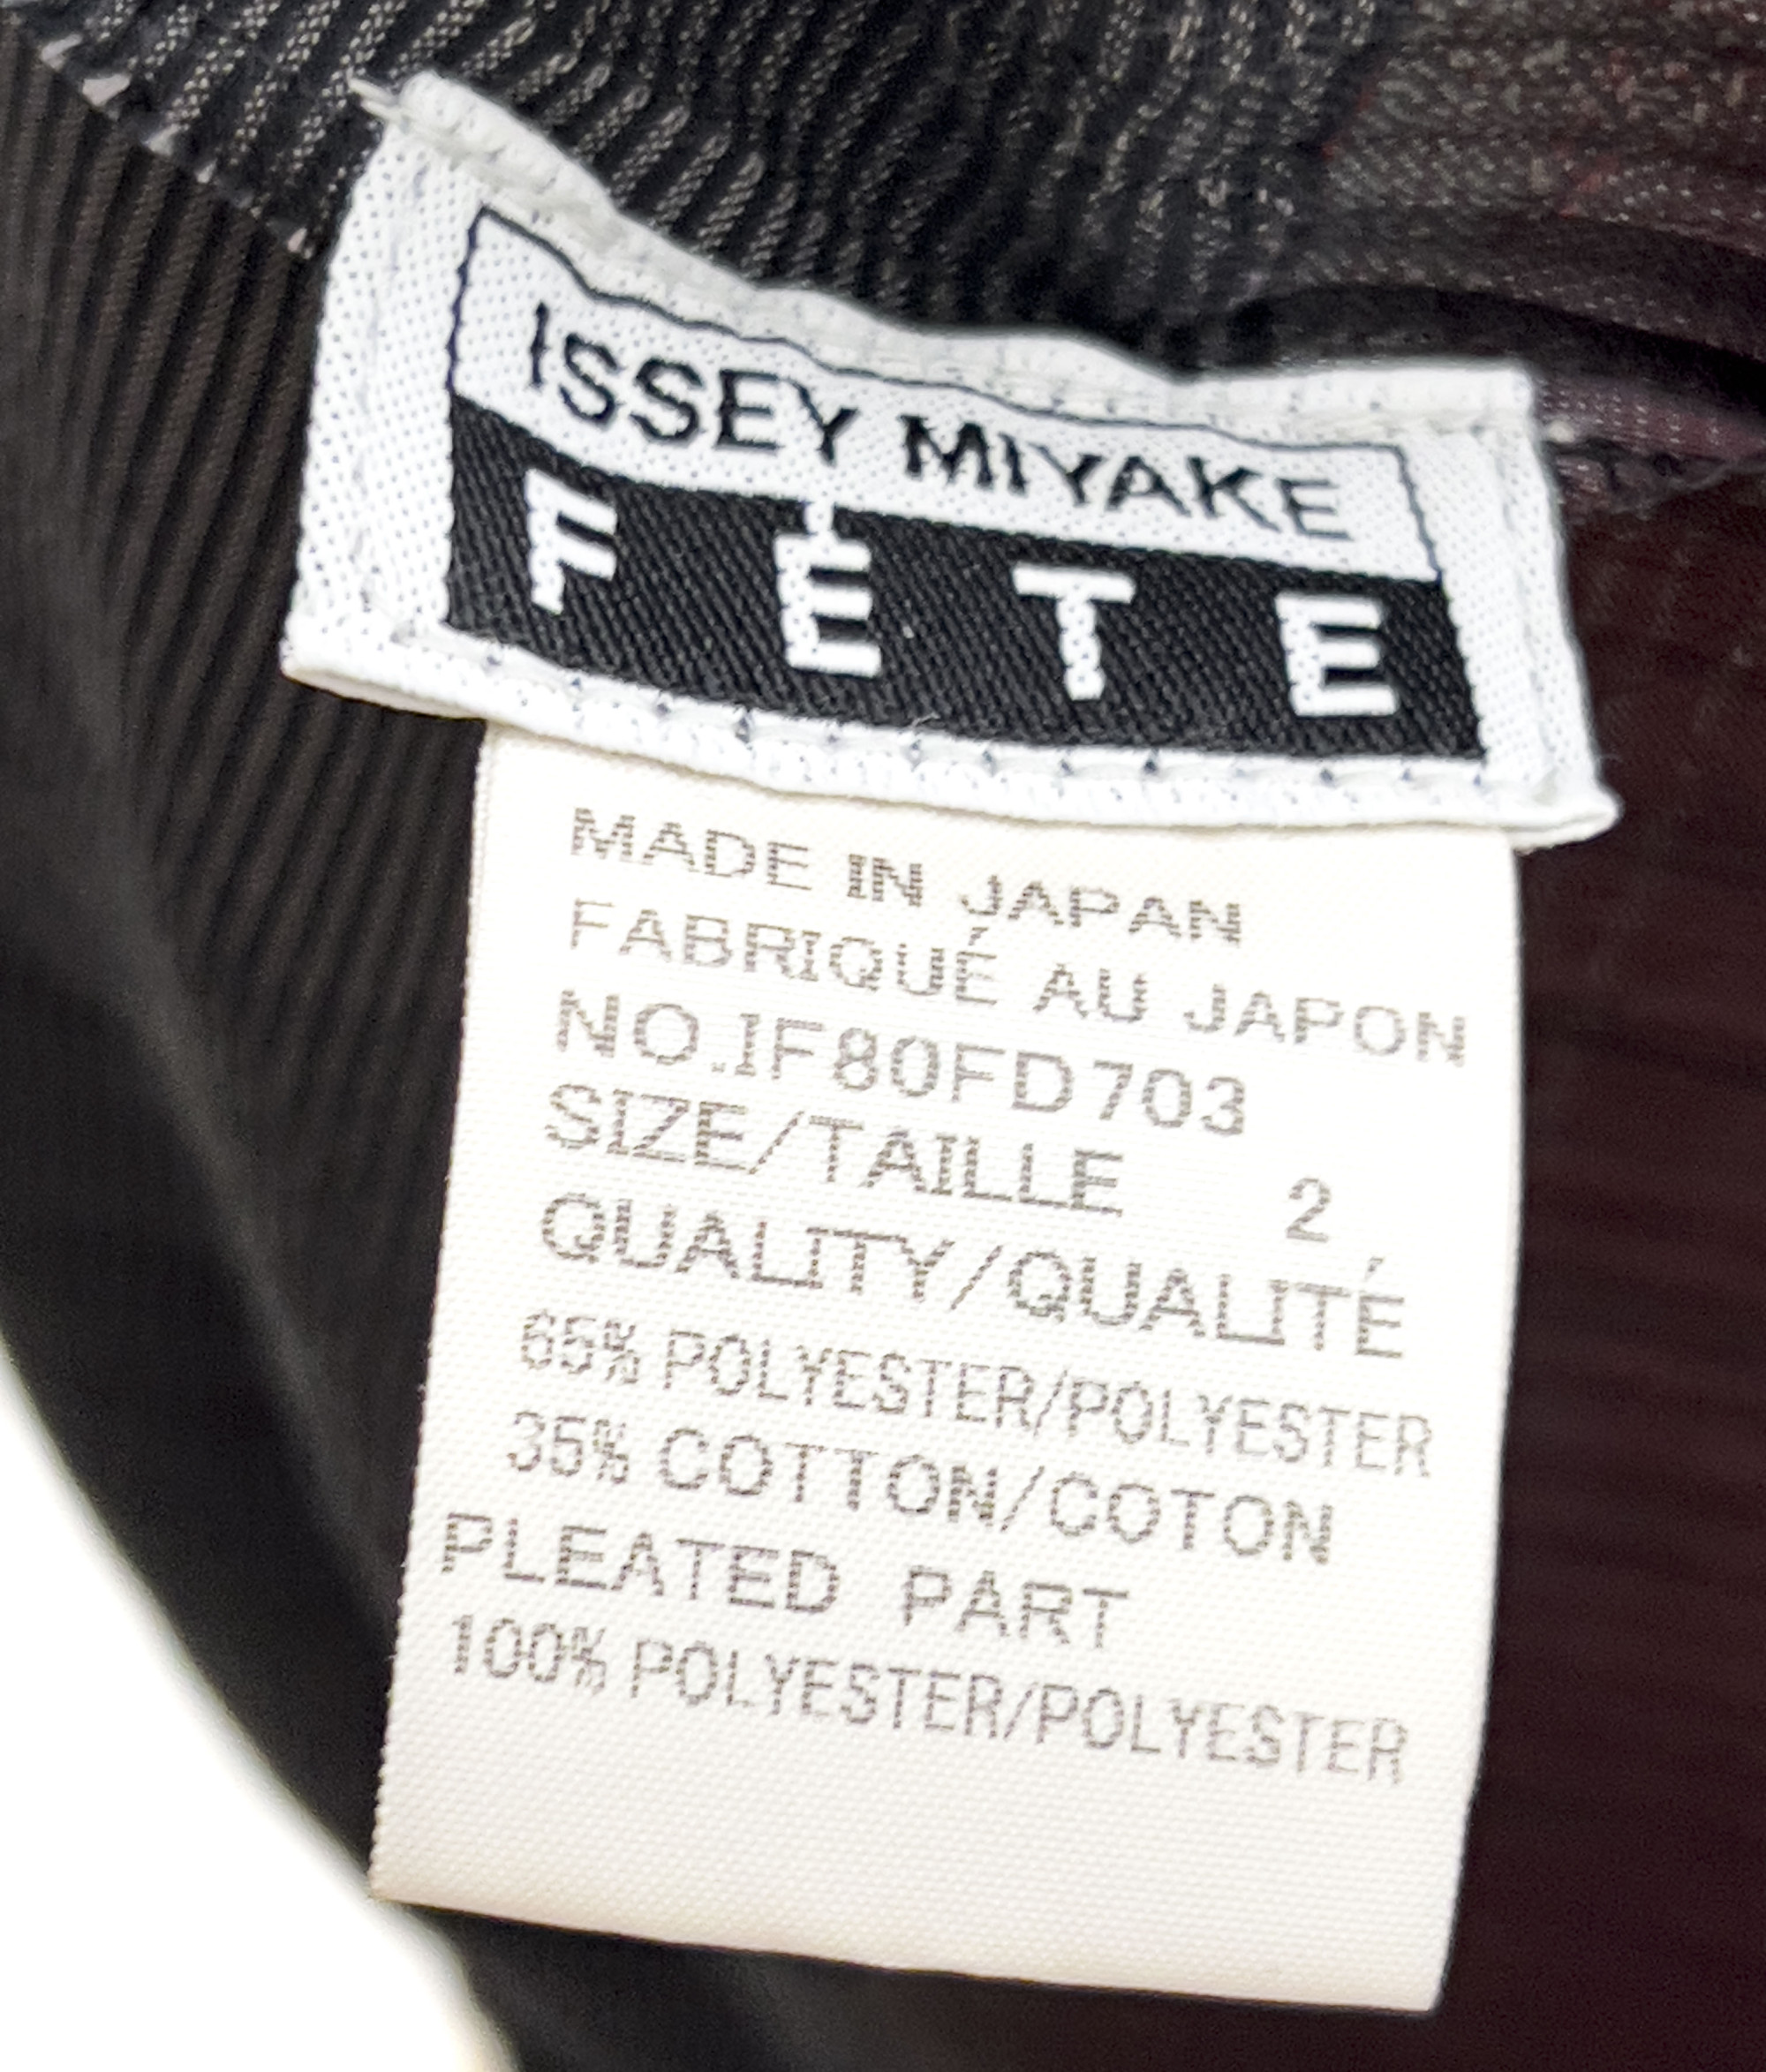 ISSEY MIYAKE
FÊTE
MADE IN JAPAN
FABRIQUÉ AU JAPON
NO.IF80FD703
SIZE/TAILLE 2
QUALITY/QUALITÉ
65% POLYESTER/POLYESTER
35% COTTON/COTON
PLEATED PART
100% POLYESTER/POLYESTER